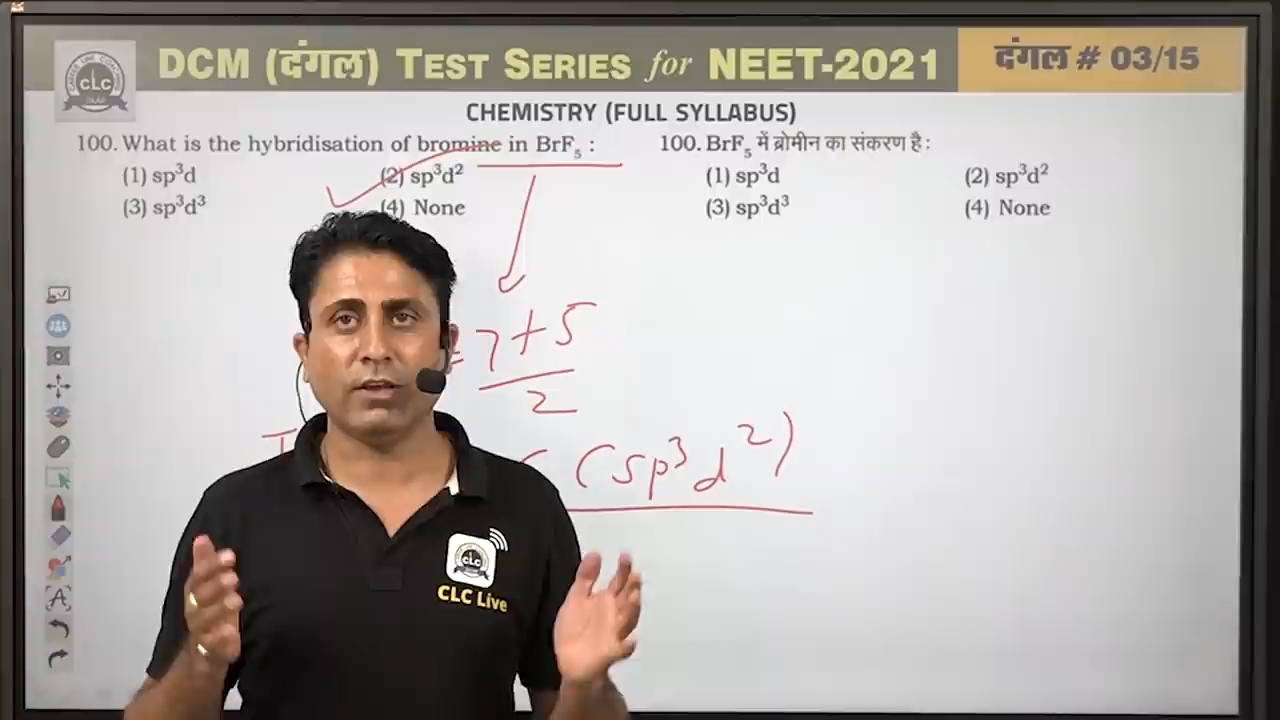 DCM (दंगल) TEST SERIES for NEET-2021
दंगल # 03/15
CLC
CHEMISTRY (FULL SYLLABUS)
100. What is the hybridisation of bromine in BrF₅ :
(1) sp³d (2) sp³d²
(3) sp³d³ (4) None
100. BrF₅ में ब्रोमीन का संकरण है :
(1) sp³d (2) sp³d²
(3) sp³d³ (4) None
= 7+5
2
(sp³d²)
CLC
CLC Live